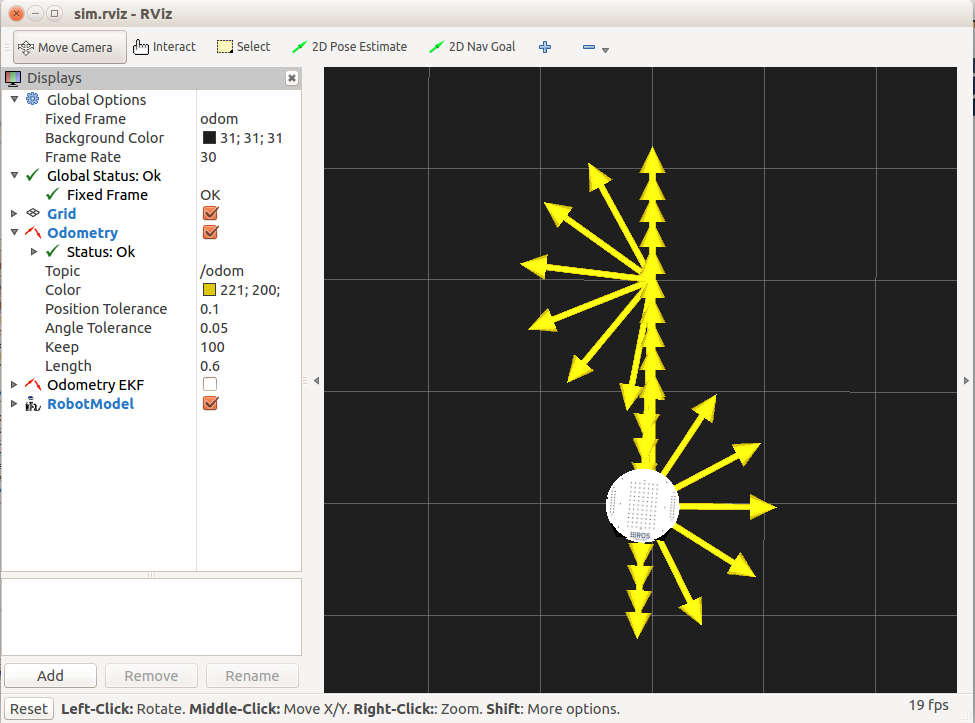 sim.rviz - RViz
Move Camera Interact Select 2D Pose Estimate 2D Nav Goal
Displays
Global Options
Fixed Frame odom
Background Color 31; 31; 31
Frame Rate 30
Global Status: Ok
Fixed Frame OK
Grid
Odometry
Status: Ok
Topic /odom
Color 221; 200;
Position Tolerance 0.1
Angle Tolerance 0.05
Keep 100
Length 0.6
Odometry EKF
RobotModel
ROS
Add Remove Rename
Reset Left-Click: Rotate. Middle-Click: Move X/Y. Right-Click:: Zoom. Shift: More options. 19 fps